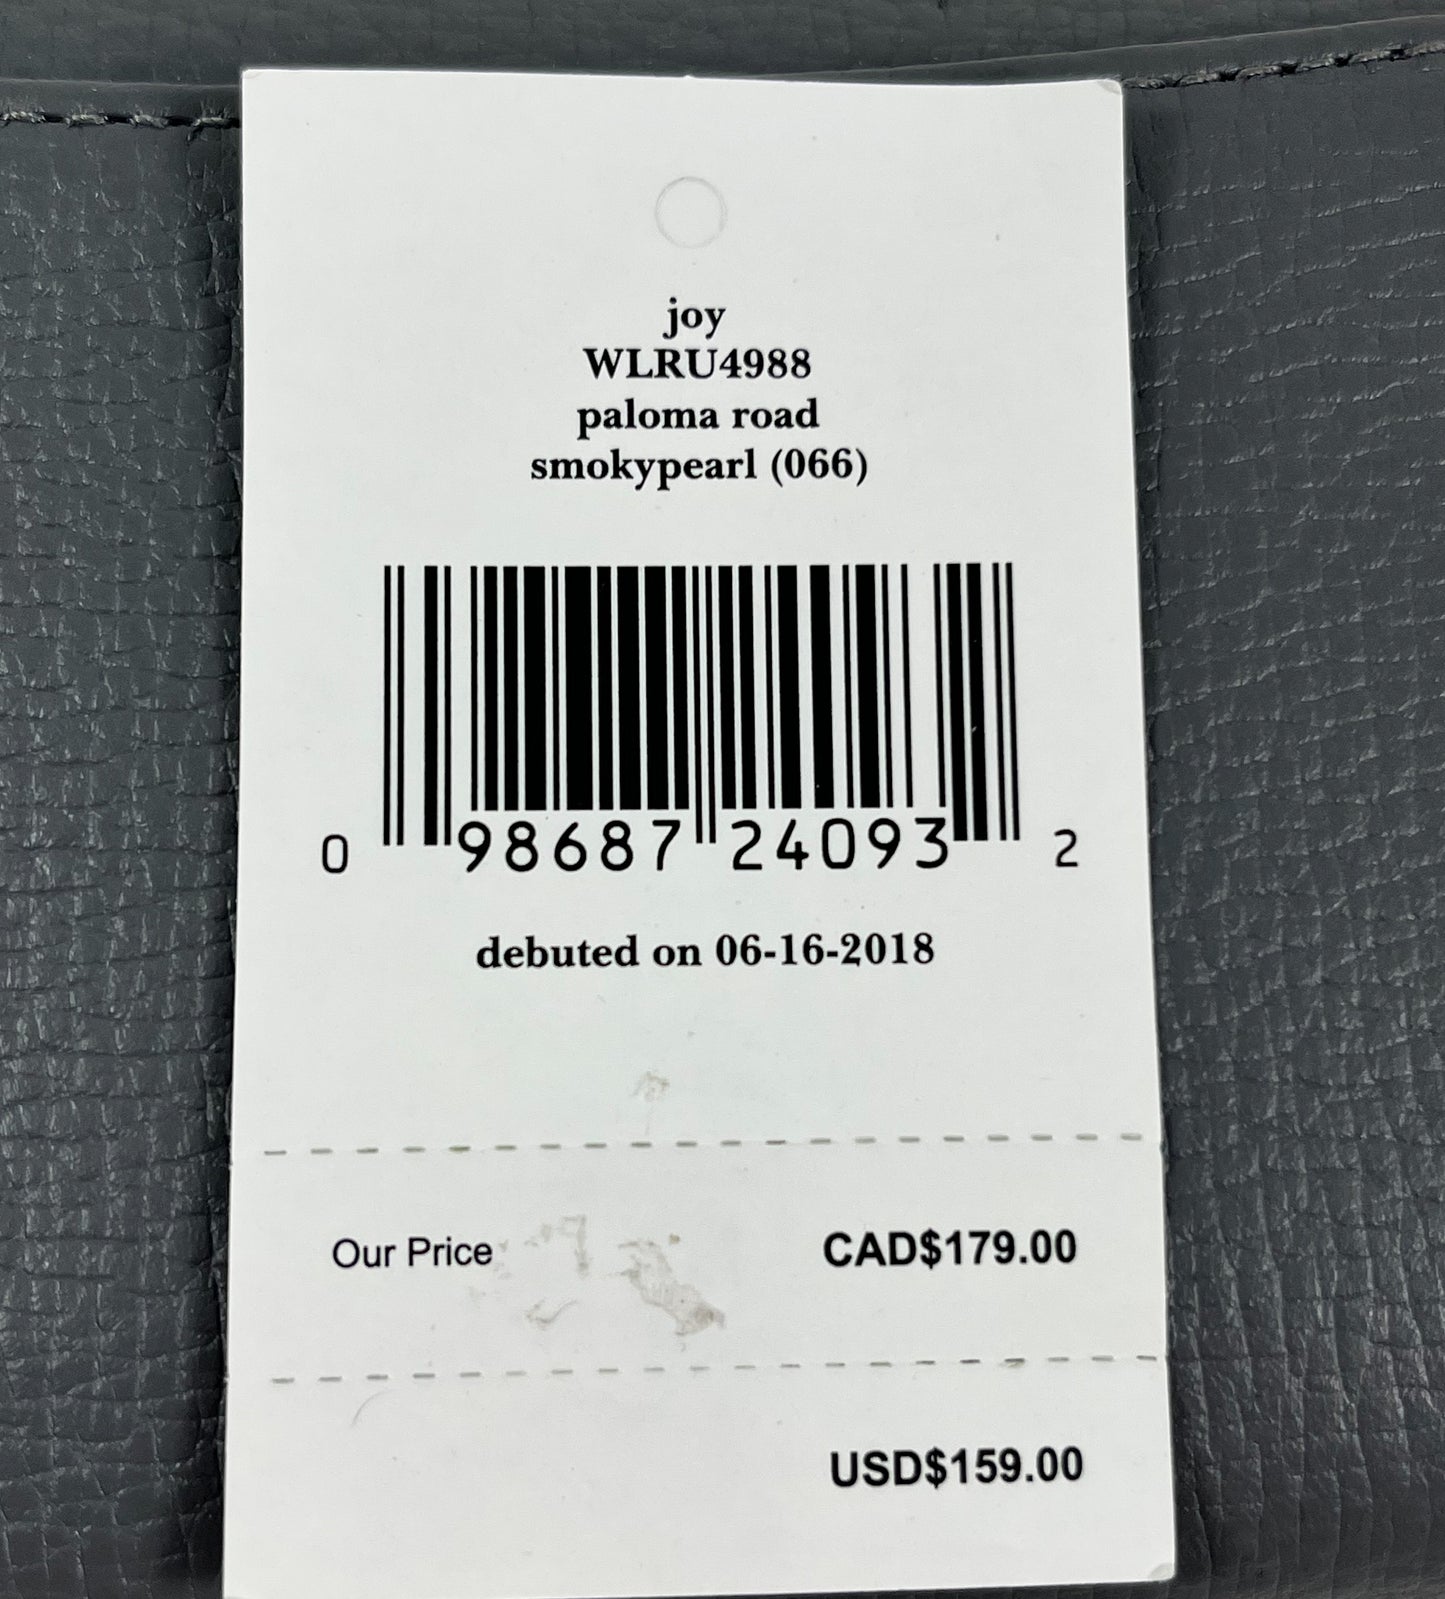 joy
WLRU4988
paloma road
smokypearl (066)
0 98687 24093 2
debuted on 06-16-2018
Our Price CAD$179.00
USD$159.00